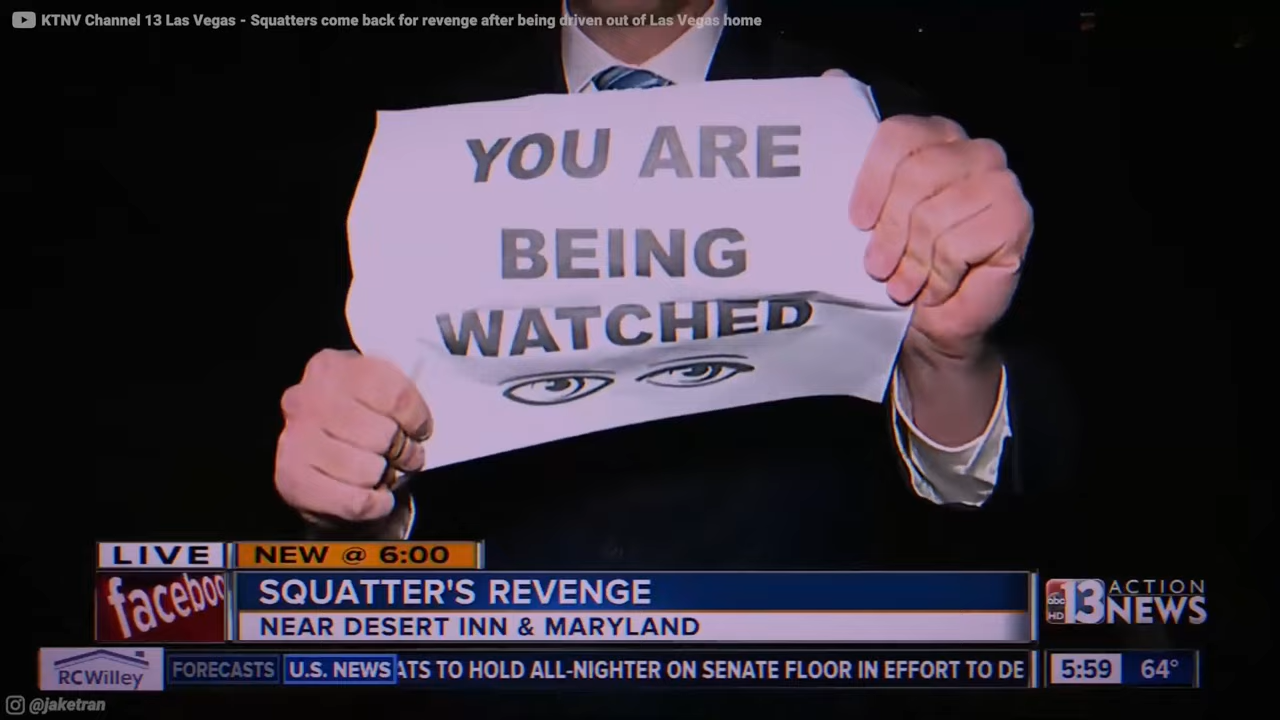 KTNV Channel 13 Las Vegas - Squatters come back for revenge after being driven out of Las Vegas home
YOU ARE
BEING
WATCHED
LIVE
NEW @ 6:00
faceboo
SQUATTER'S REVENGE
NEAR DESERT INN & MARYLAND
abc
HD
13
ACTION
NEWS
RCWilley
FORECASTS
U.S. NEWS
ATS TO HOLD ALL-NIGHTER ON SENATE FLOOR IN EFFORT TO DE
5:59
64°
@jaketran